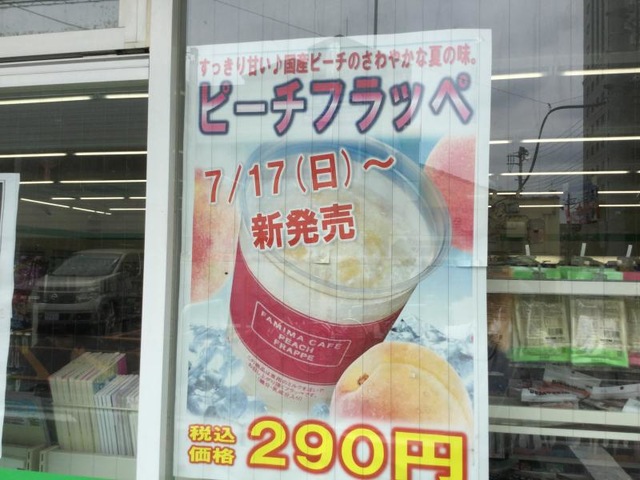 すっきり甘い♪国産ピーチのさわやかな夏の味。
ピーチフラッペ
7/17(日)～
新発売
FAMIMA CAFÉ
PEACH
FRAPPE
税込
価格
290円